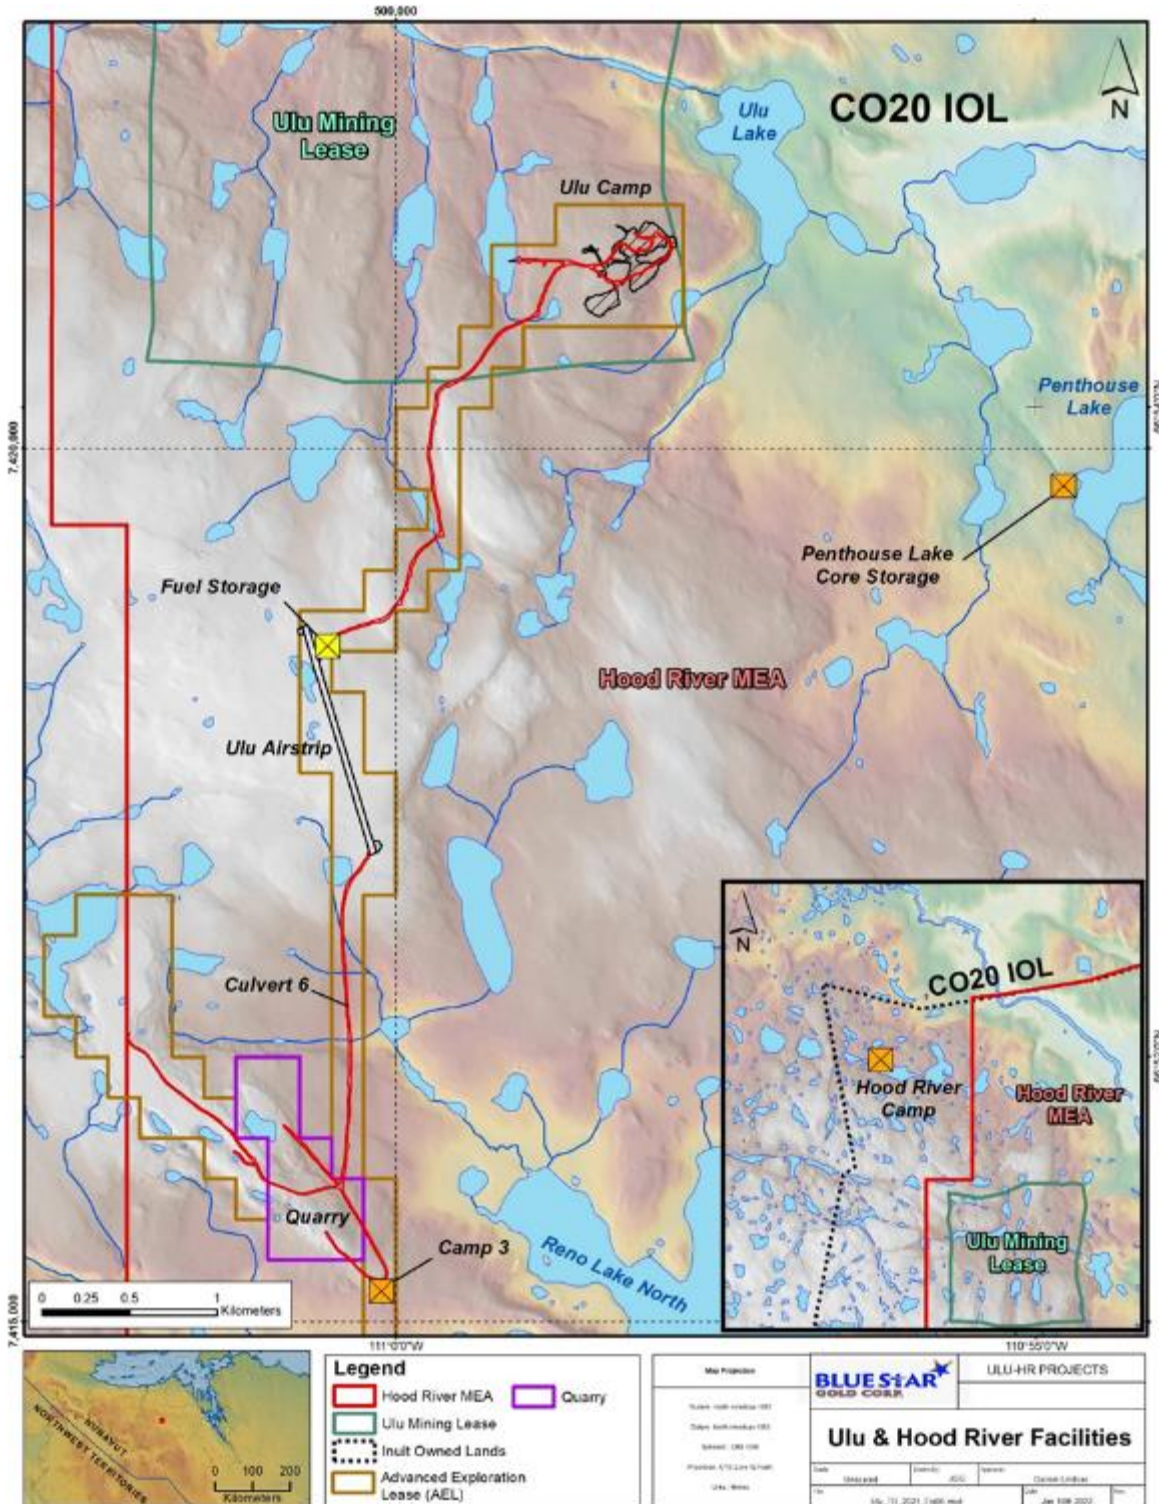 500,000
Ulu Mining
Lease
Ulu
Lake
CO20 IOL
N
Ulu Camp
Penthouse
Lake
7,420,000
Penthouse Lake
Core Storage
Fuel Storage
Hood River MEA
Ulu Airstrip
Culvert 6
N
CO20 IOL
Hood River
Camp
Hood River
MEA
Ulu Mining
Lease
Quarry
Camp 3
Reno Lake North
0 0.25 0.5 1
Kilometers
7,415,000
111°0'0"W
110°55'0"W
NUNAVUT
NORTHWEST TERRITORIES
0 100 200
Kilometers
Legend
Hood River MEA
Quarry
Ulu Mining Lease
Inuit Owned Lands
Advanced Exploration
Lease (AEL)
Map Projection
BLUE STAR
GOLD CORP.
ULU-HR PROJECTS
Ulu & Hood River Facilities